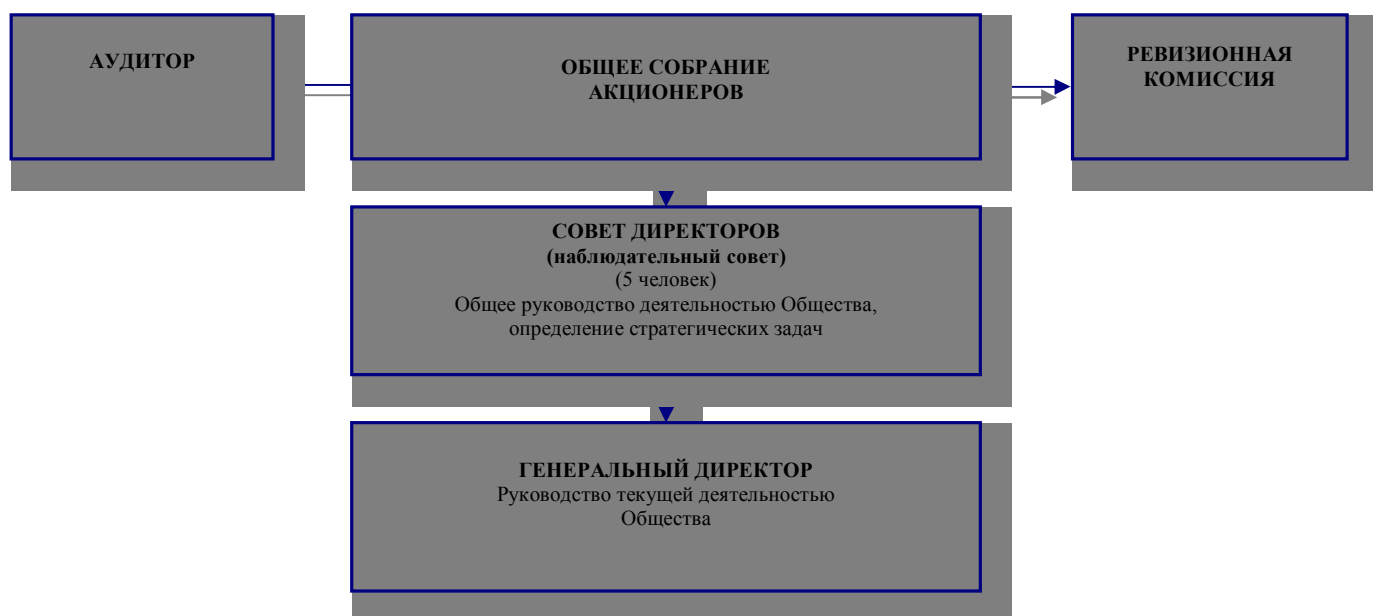 АУДИТОР
ОБЩЕЕ СОБРАНИЕ
АКЦИОНЕРОВ
РЕВИЗИОННАЯ
КОМИССИЯ
СОВЕТ ДИРЕКТОРОВ
(наблюдательный совет)
(5 человек)
Общее руководство деятельностью Общества,
определение стратегических задач
ГЕНЕРАЛЬНЫЙ ДИРЕКТОР
Руководство текущей деятельностью
Общества